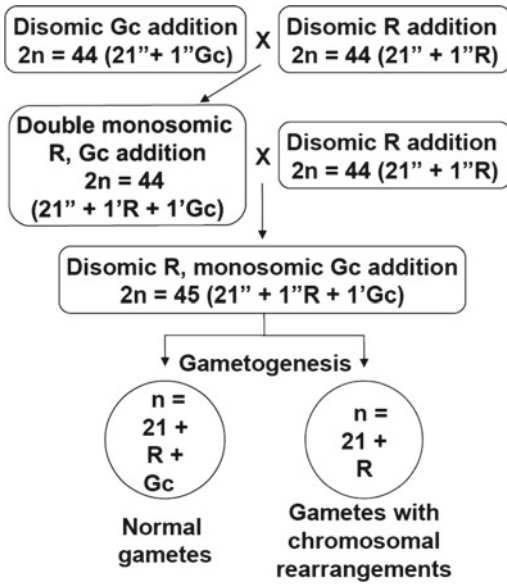 Disomic Gc addition
2n = 44 (21”+ 1”Gc)
X
Disomic R addition
2n = 44 (21” + 1”R)
Double monosomic
R, Gc addition
2n = 44
(21” + 1’R + 1’Gc)
X
Disomic R addition
2n = 44 (21” + 1”R)
Disomic R, monosomic Gc addition
2n = 45 (21” + 1”R + 1’Gc)
Gametogenesis
n =
21 +
R +
Gc
n =
21 +
R
Normal
gametes
Gametes with
chromosomal
rearrangements